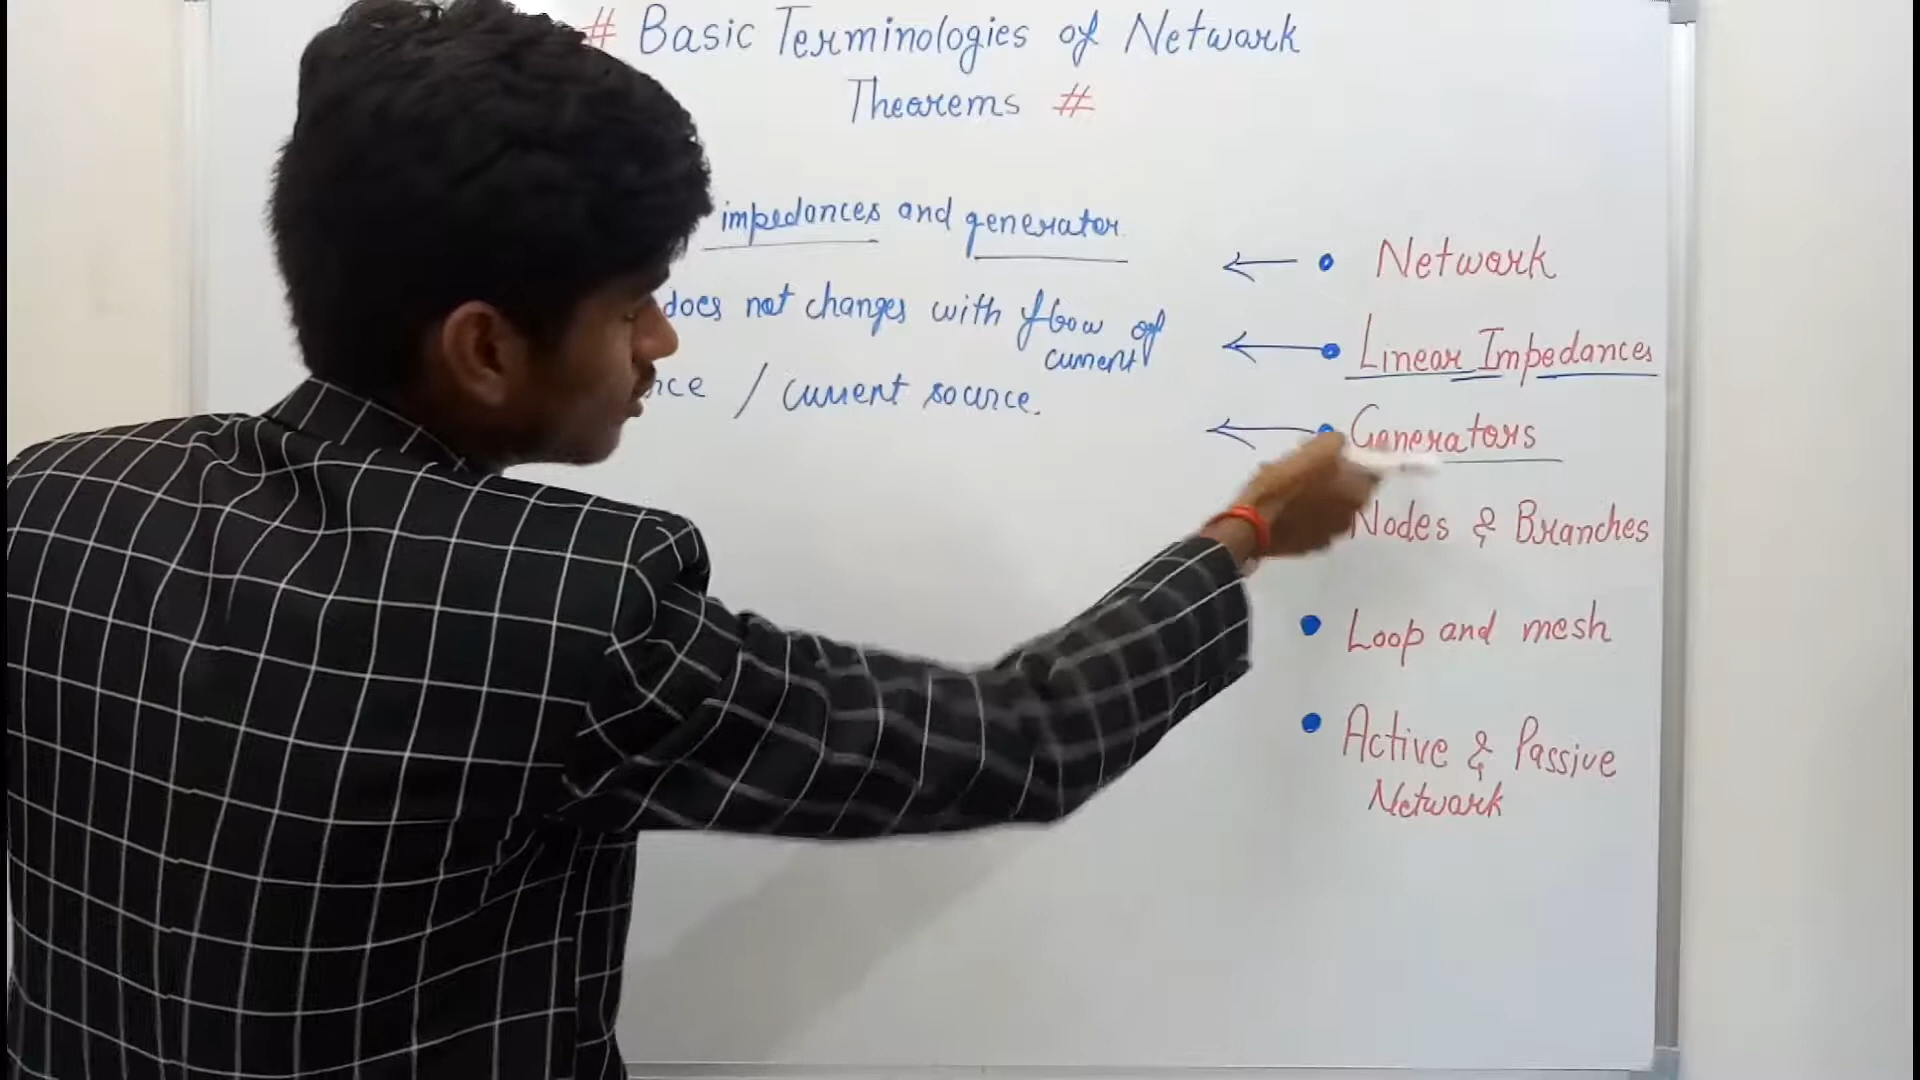 # Basic Terminologies of Network
Theorems #
impedances and generator
does not changes with flow of
current
/ current source.
• Network
• Linear Impedances
• Generators
Nodes & Branches
• Loop and mesh
• Active & Passive
Network